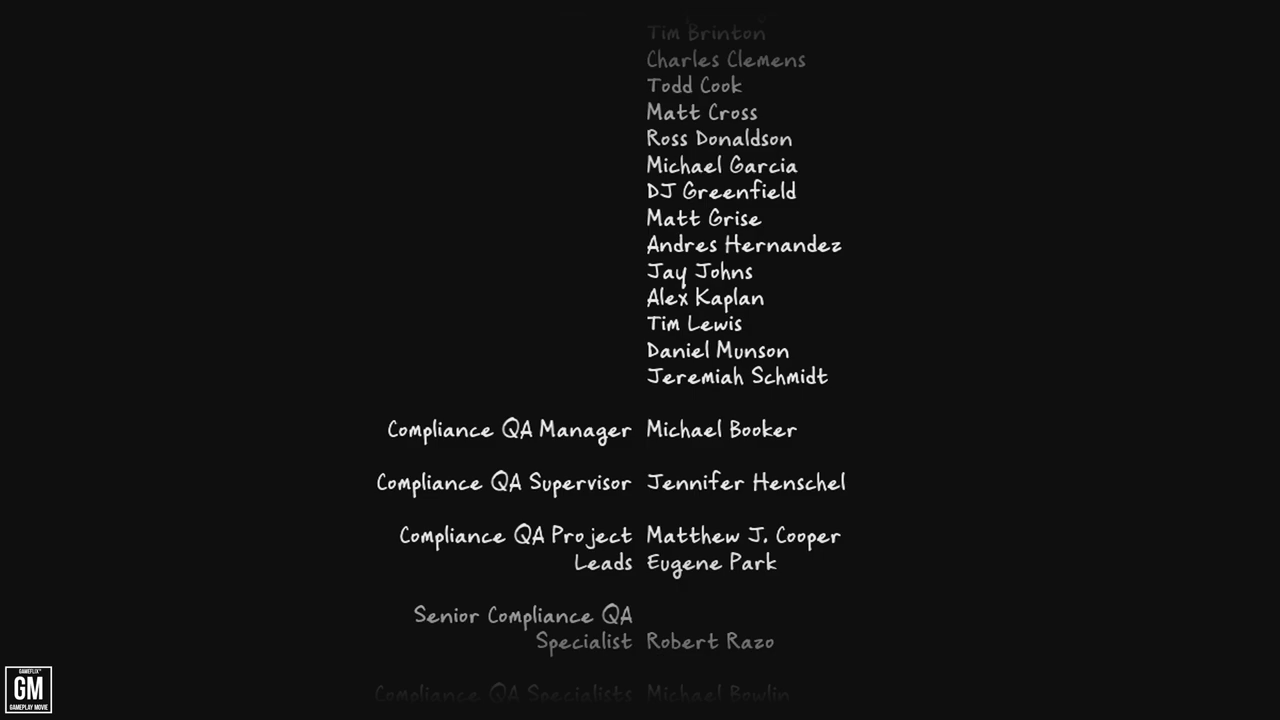 Tim Brinton
Charles Clemens
Todd Cook
Matt Cross
Ross Donaldson
Michael Garcia
DJ Greenfield
Matt Grise
Andres Hernandez
Jay Johns
Alex Kaplan
Tim Lewis
Daniel Munson
Jeremiah Schmidt
Compliance QA Manager Michael Booker
Compliance QA Supervisor Jennifer Henschel
Compliance QA Project Matthew J. Cooper
Leads Eugene Park
Senior Compliance QA
Specialist Robert Razo
Compliance QA Specialists Michael Bowlin
GAMEFLIX™
GM
GAMEPLAY MOVIE